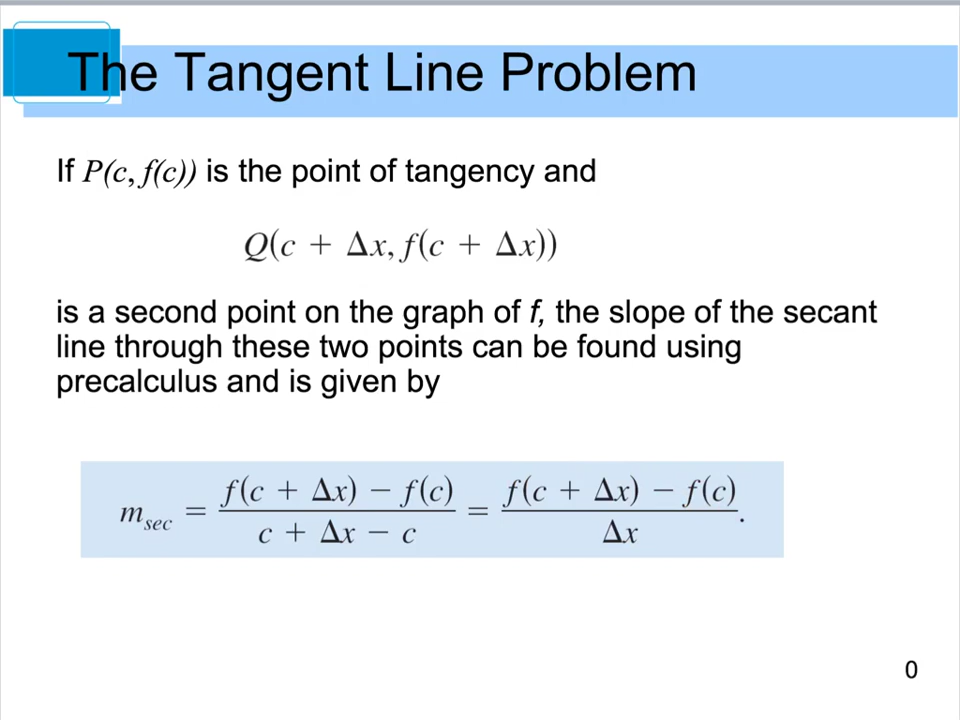 The Tangent Line Problem
If P(c, f(c)) is the point of tangency and
Q(c + Δx, f(c + Δx))
is a second point on the graph of f, the slope of the secant
line through these two points can be found using
precalculus and is given by
m_sec = \frac{f(c + Δx) − f(c)}{c + Δx − c} = \frac{f(c + Δx) − f(c)}{Δx}.
0